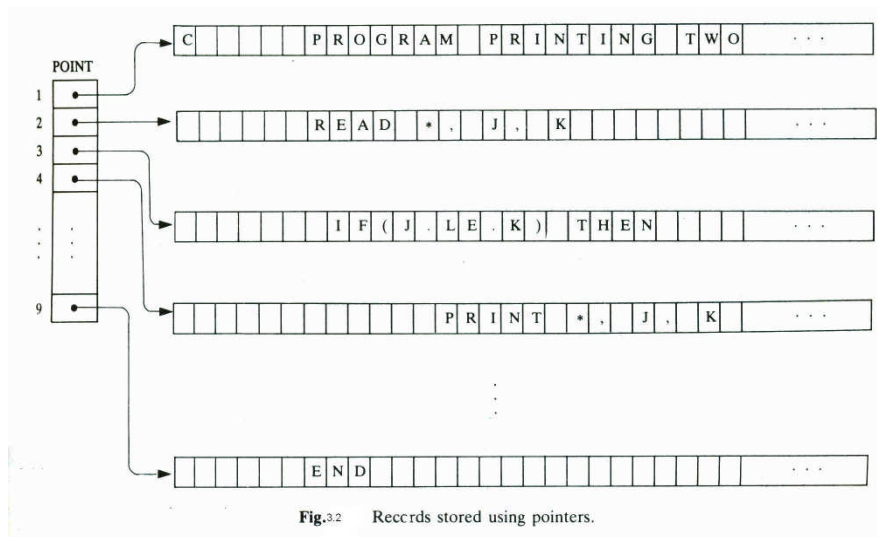 C PROGRAM PRINTING TWO ...
POINT
1
2
READ *, J, K ...
3
4
IF(J.LE.K) THEN ...
9
PRINT *, J, K ...
END ...
Fig.3.2 Records stored using pointers.